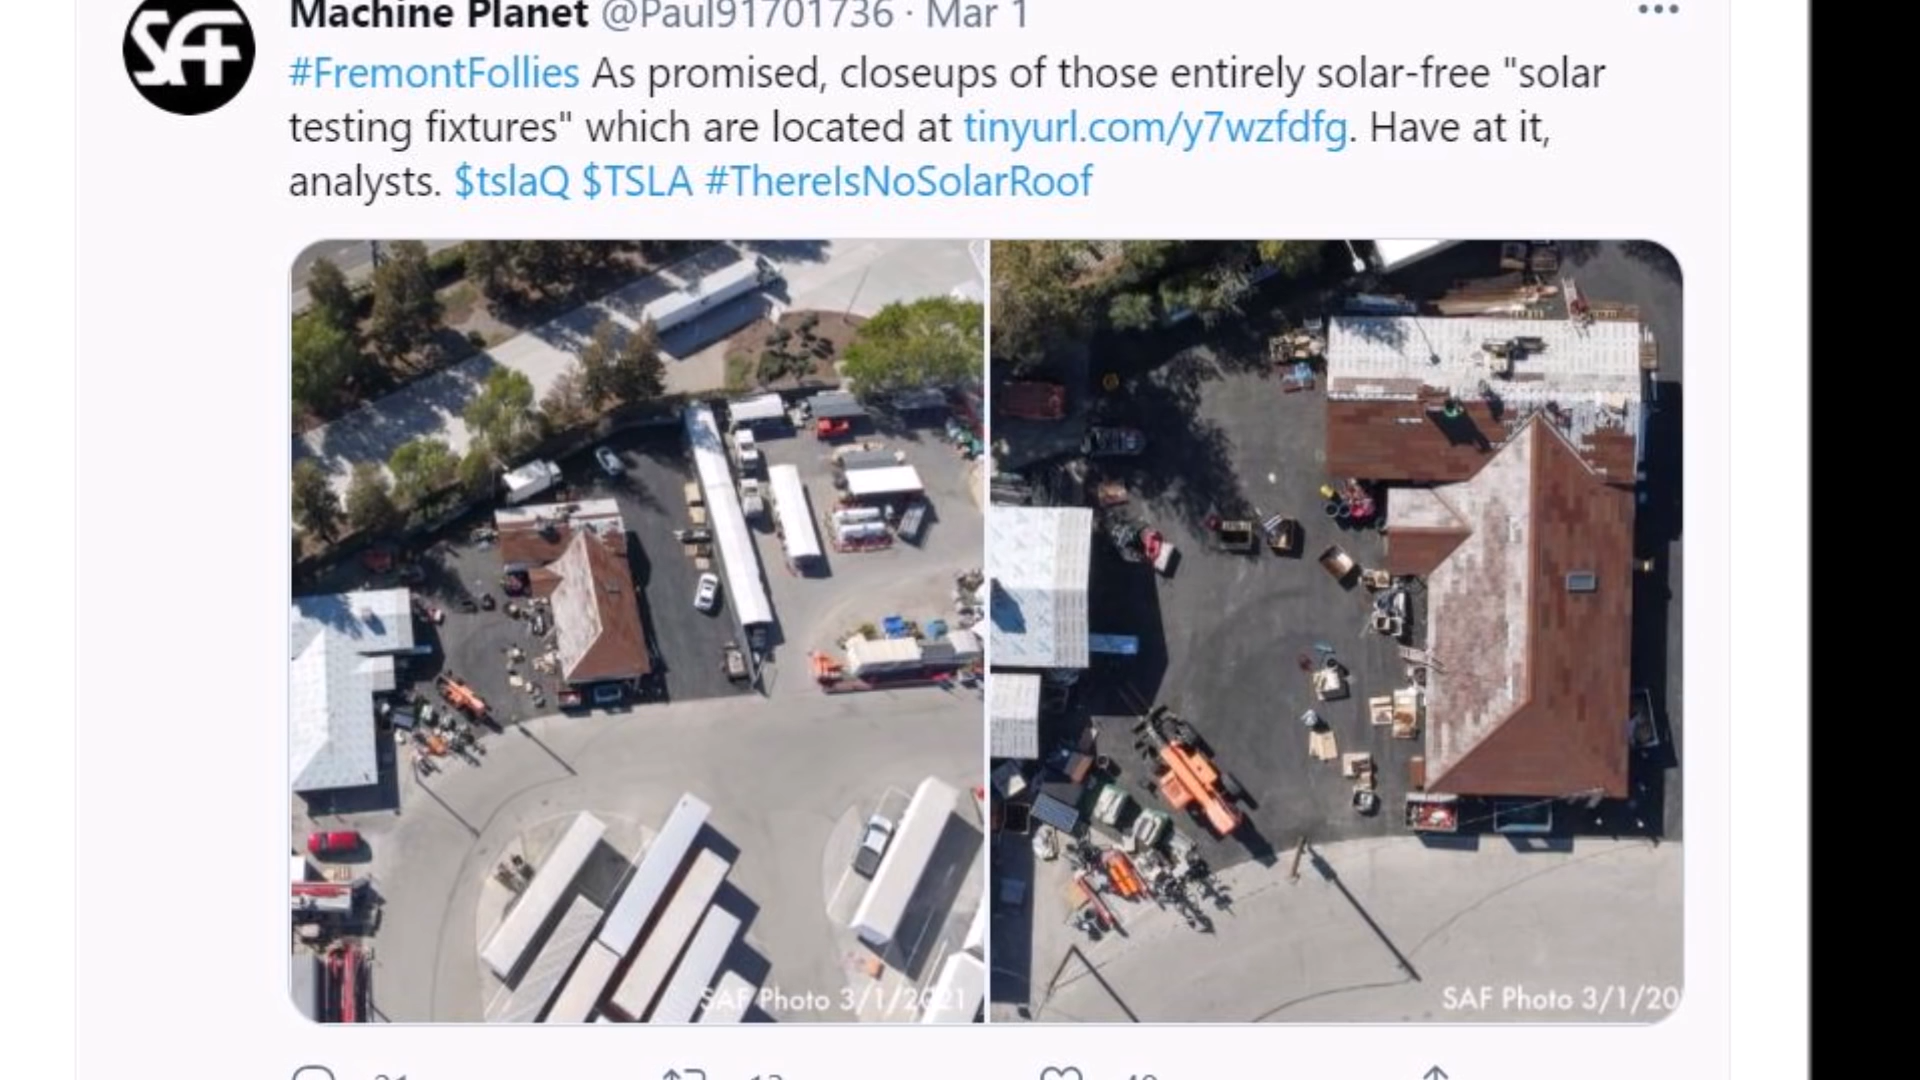 SAF
Machine Planet @Paul91701736 · Mar 1
#FremontFollies As promised, closeups of those entirely solar-free "solar
testing fixtures" which are located at tinyurl.com/y7wzfdfg. Have at it,
analysts. $tslaQ $TSLA #ThereIsNoSolarRoof
SAF Photo 3/1/2021
SAF Photo 3/1/20